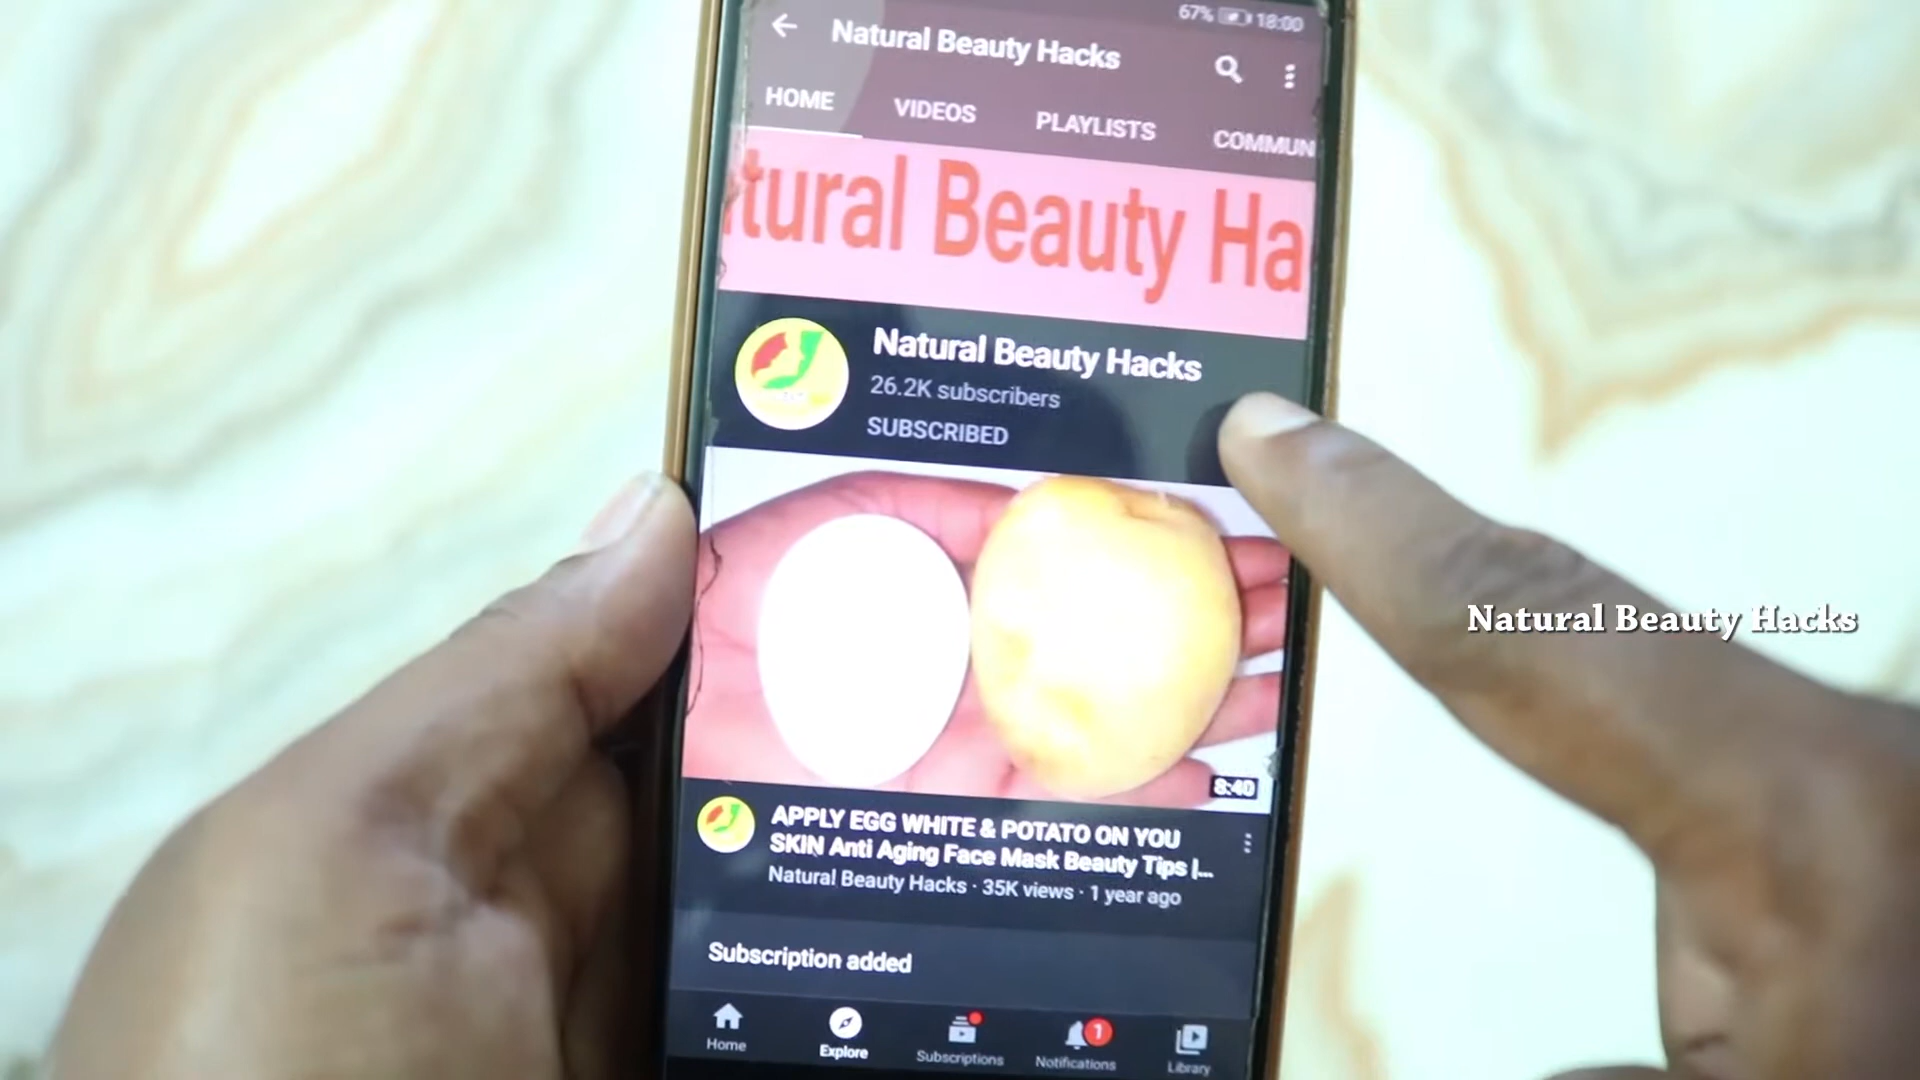 67% 18:00
Natural Beauty Hacks
HOME VIDEOS PLAYLISTS COMMUN
tural Beauty Ha
Natural Beauty Hacks
26.2K subscribers
SUBSCRIBED
8:40
APPLY EGG WHITE & POTATO ON YOU
SKIN Anti Aging Face Mask Beauty Tips |...
Natural Beauty Hacks · 35K views · 1 year ago
Subscription added
Home Explore Subscriptions Notifications 1 Library
Natural Beauty Hacks